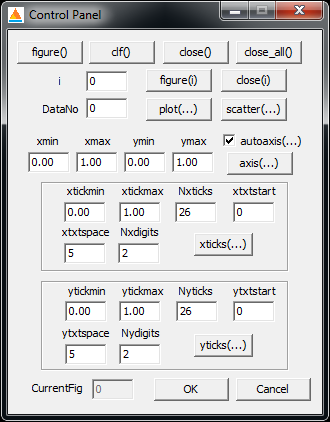 Control Panel
figure() clf() close() close_all()
i 0 figure(i) close(i)
DataNo 0 plot(...) scatter(...)
xmin xmax ymin ymax autoaxis(...)
0.00 1.00 0.00 1.00 axis(...)
xtickmin xtickmax Nxticks xtxtstart
0.00 1.00 26 0
xtxtspace Nxdigits
5 2 xticks(...)
ytickmin ytickmax Nyticks ytxtstart
0.00 1.00 26 0
ytxtspace Nydigits
5 2 yticks(...)
CurrentFig 0 OK Cancel